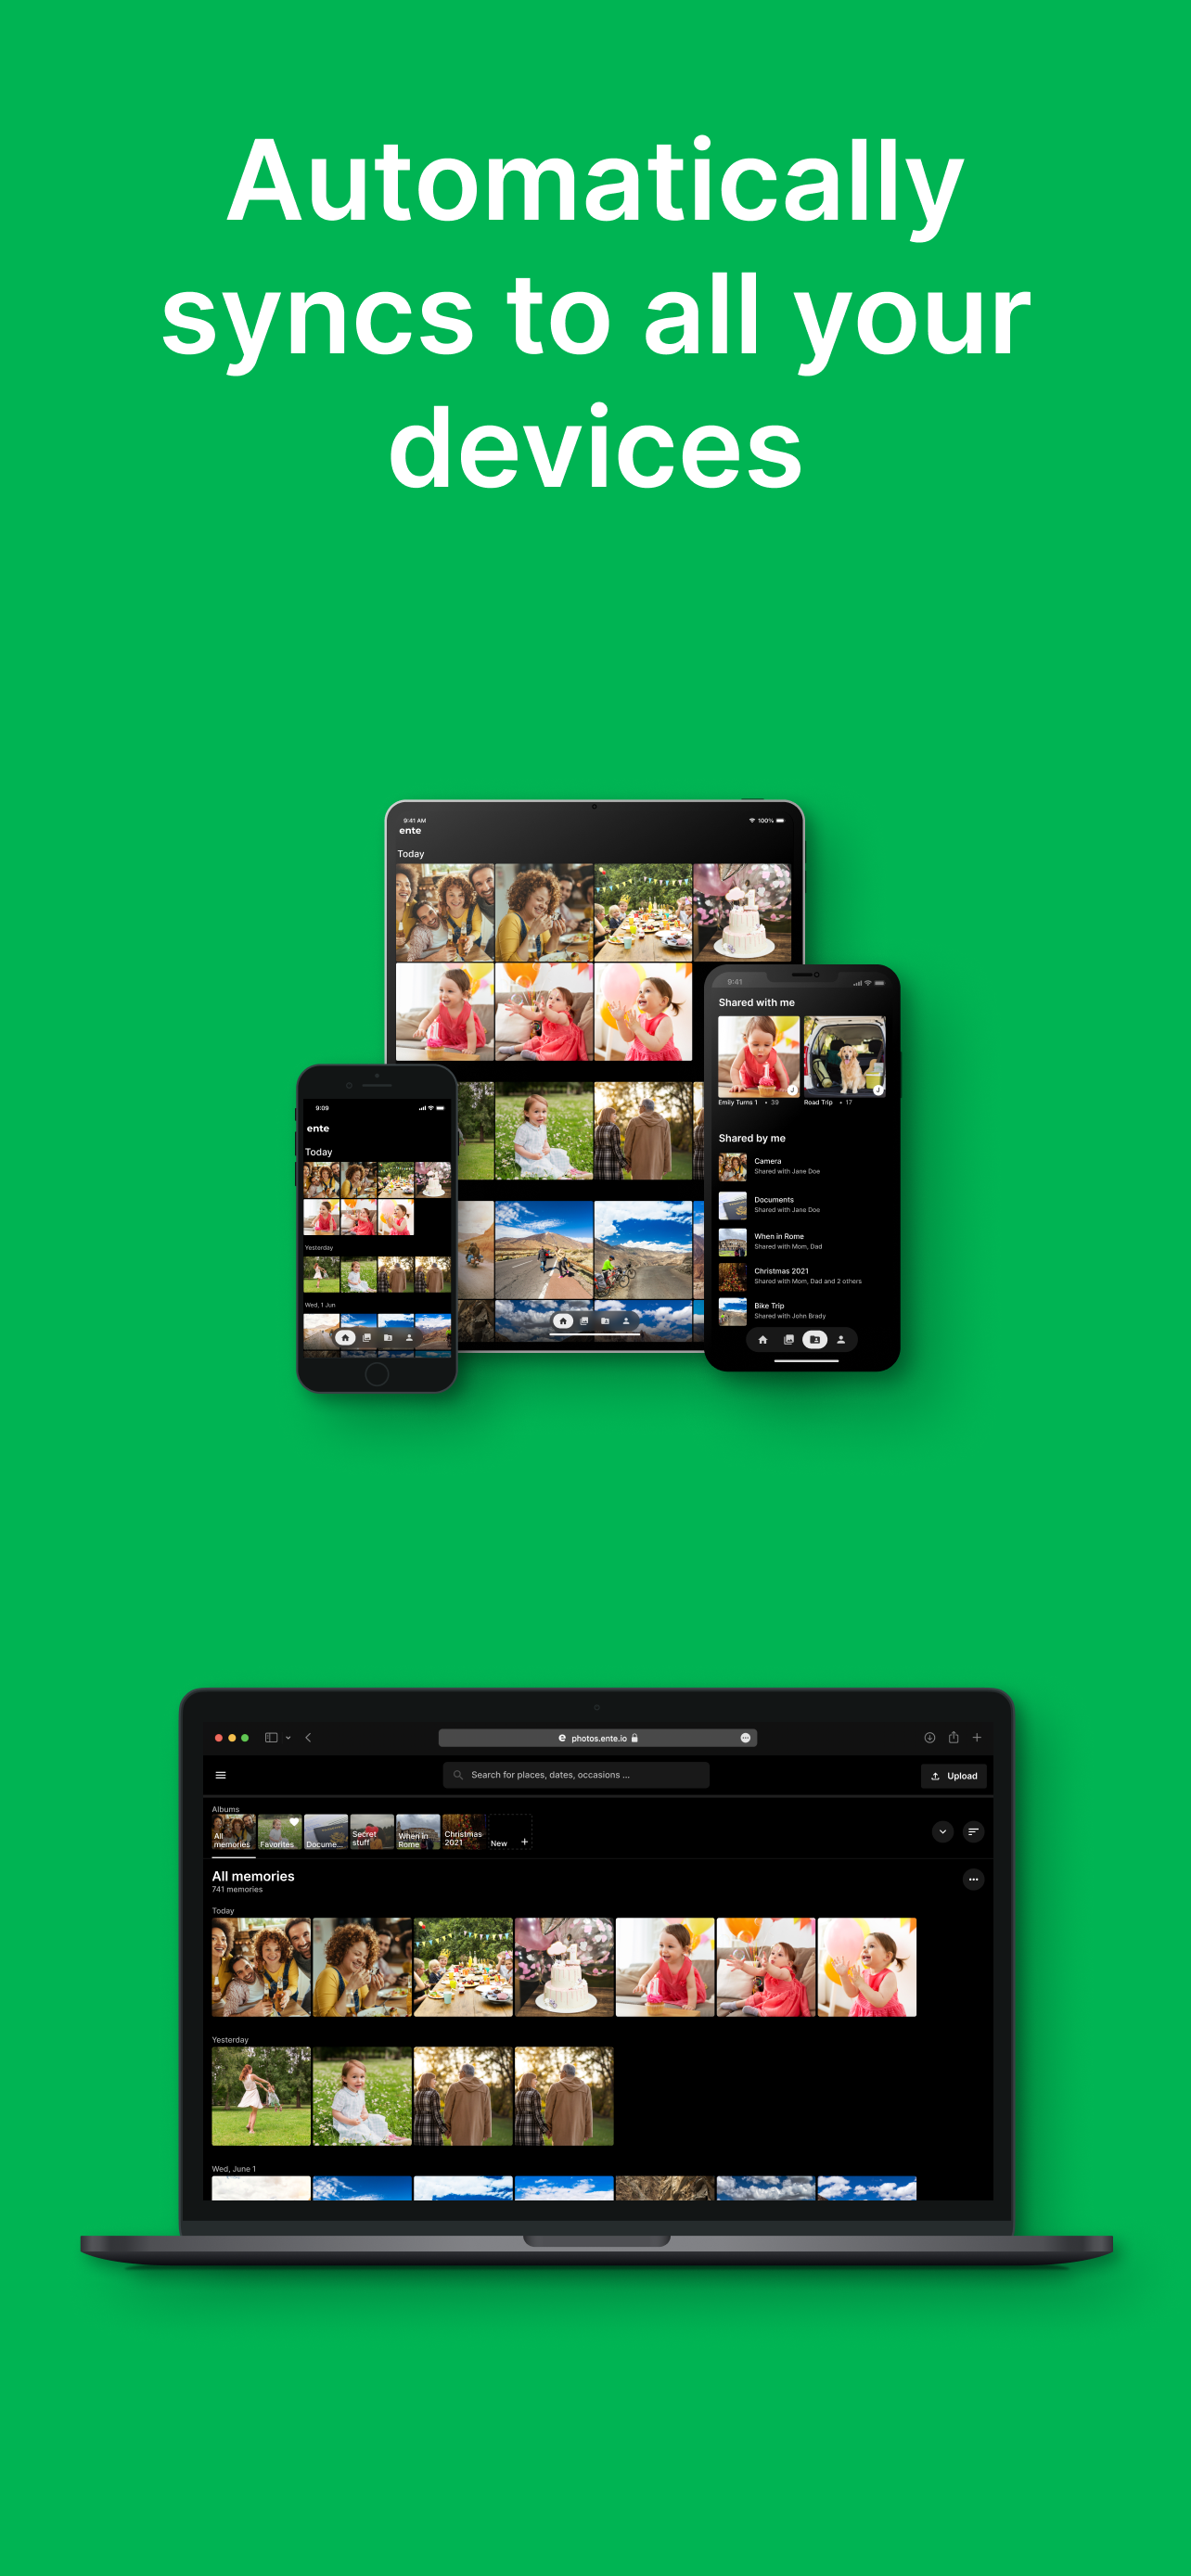 Automatically
syncs to all your
devices
9:41 AM
100%
ente
Today
9:41
Shared with me
Emily Turns 1 • 39
Road Trip • 17
Shared by me
Camera
Shared with Jane Doe
Documents
Shared with Jane Doe
When in Rome
Shared with Mom, Dad
Christmas 2021
Shared with Mom, Dad and 2 others
Bike Trip
Shared with John Brady
9:09
ente
Today
Yesterday
Wed, 1 Jun
photos.ente.io
Search for places, dates, occasions ...
Upload
Albums
All
memories
Favorites
Docume...
Secret
stuff
When in
Rome
Christmas
2021
New +
All memories
741 memories
Today
Yesterday
Wed, June 1